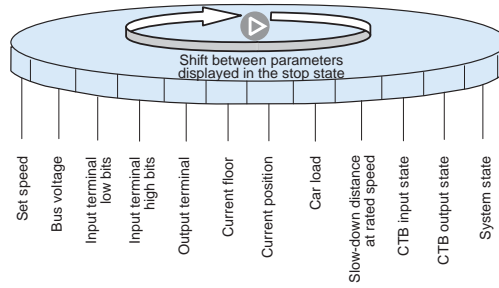 Shift between parameters
displayed in the stop state
Set speed
Bus voltage
Input terminal
low bits
Input terminal
high bits
Output terminal
Current floor
Current position
Car load
Slow-down distance
at rated speed
CTB input state
CTB output state
System state